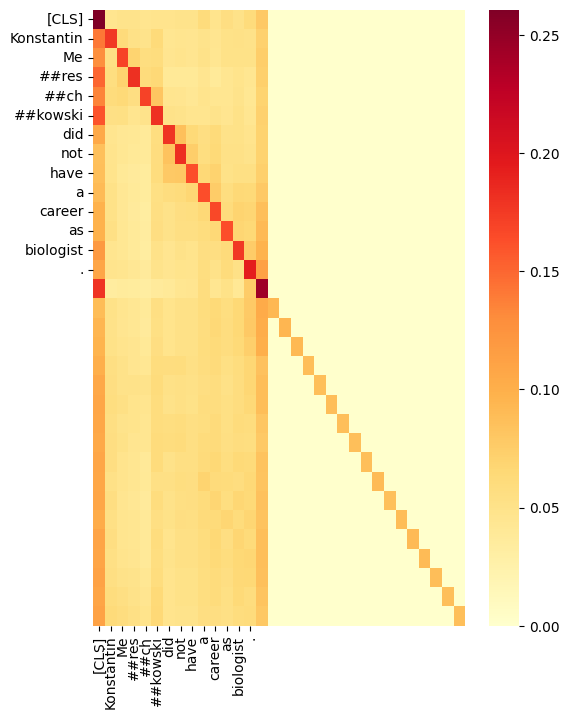 [CLS]
Konstantin
Me
##res
##ch
##kowski
did
not
have
a
career
as
biologist
.
0.25
0.20
0.15
0.10
0.05
0.00
[CLS]
Konstantin
Me
##res
##ch
##kowski
did
not
have
a
career
as
biologist
.